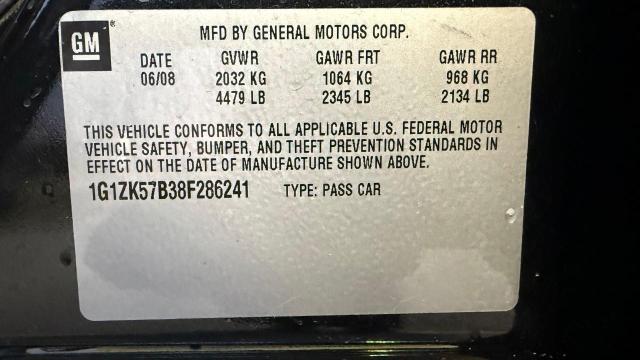 GM
MFD BY GENERAL MOTORS CORP.
DATE GVWR GAWR FRT GAWR RR
06/08 2032 KG 1064 KG 968 KG
4479 LB 2345 LB 2134 LB
THIS VEHICLE CONFORMS TO ALL APPLICABLE U.S. FEDERAL MOTOR
VEHICLE SAFETY, BUMPER, AND THEFT PREVENTION STANDARDS IN
EFFECT ON THE DATE OF MANUFACTURE SHOWN ABOVE.
1G1ZK57B38F286241 TYPE: PASS CAR